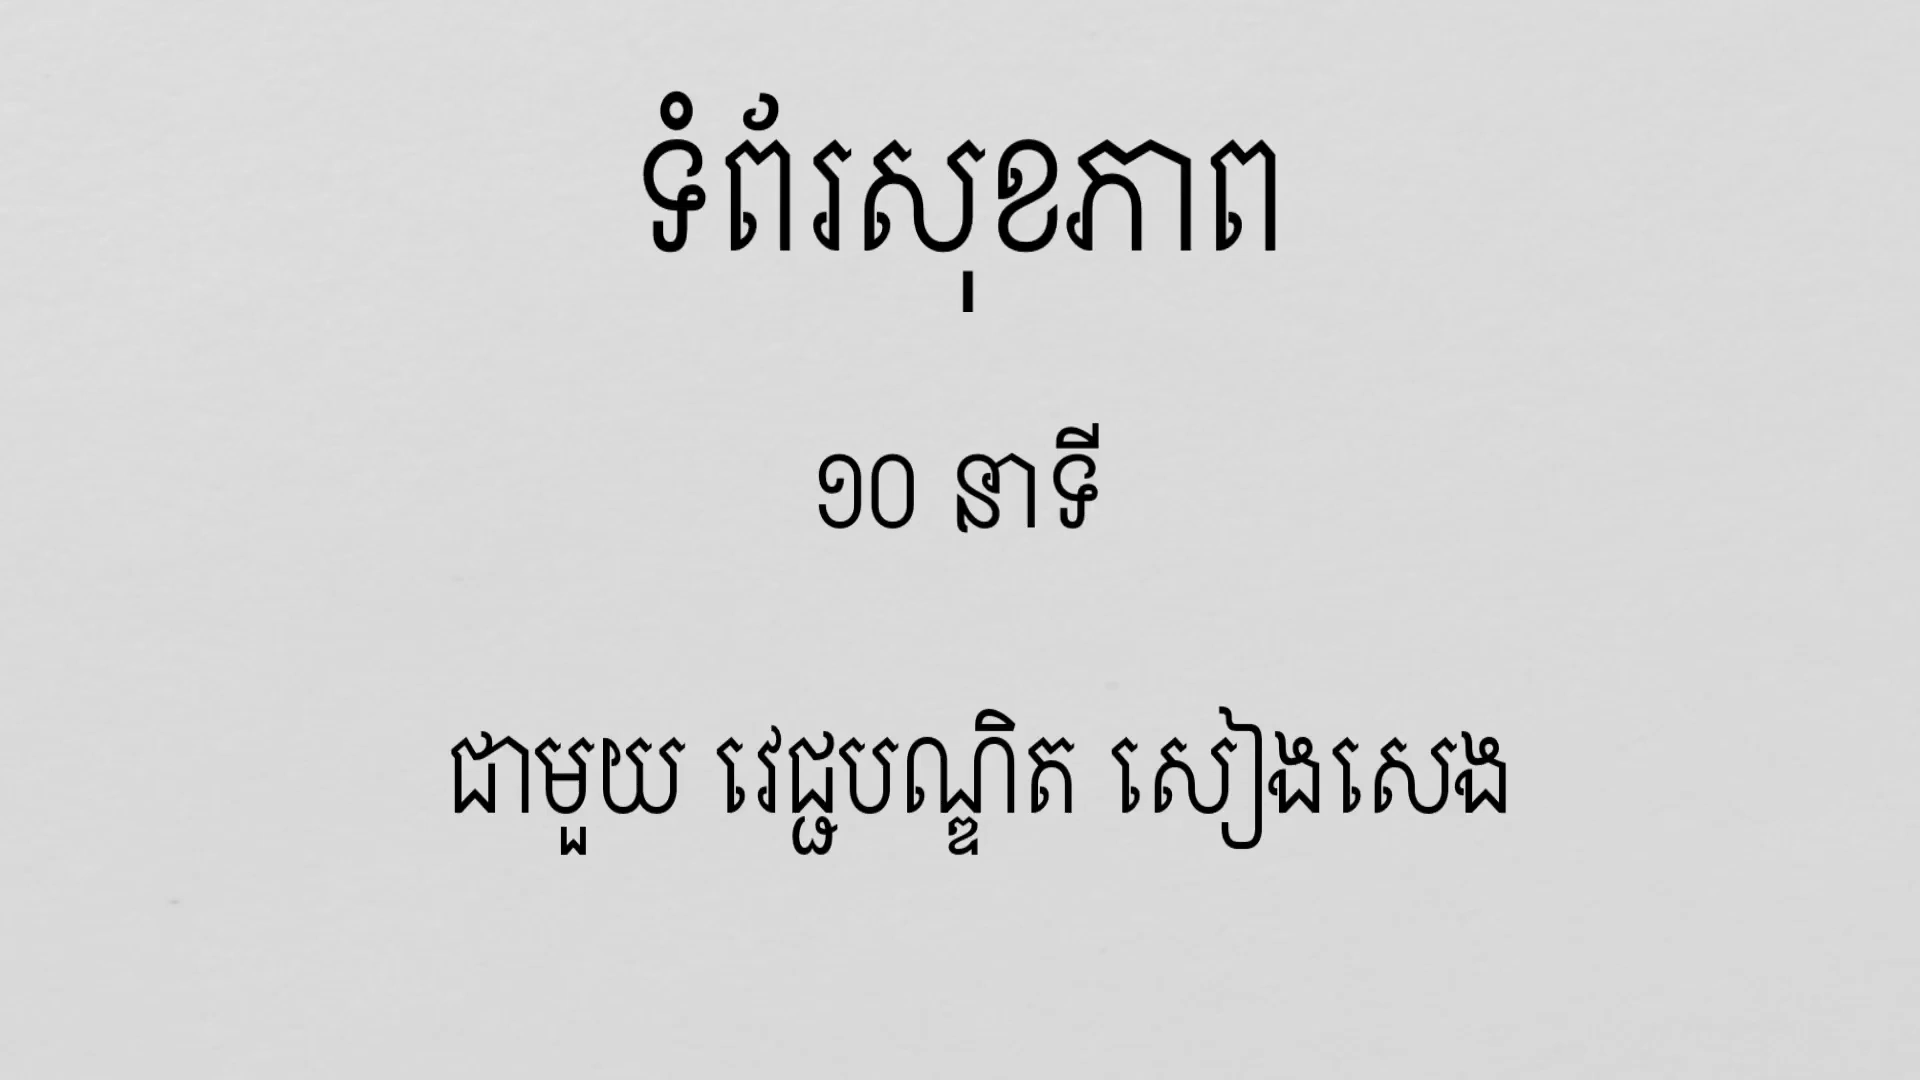 ទំព័រសុខភាព
១០ នាទី
ជាមួយ វេជ្ជបណ្ឌិត សៀងសេង